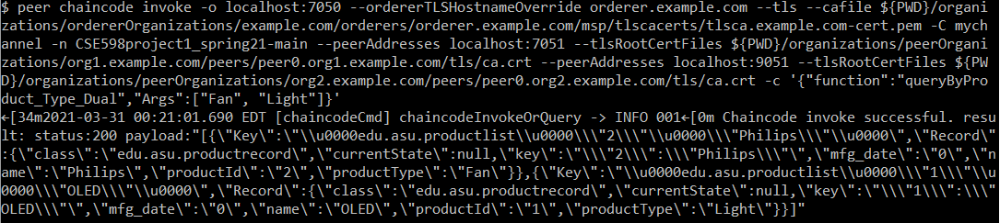 $ peer chaincode invoke -o localhost:7050 --ordererTLSHostnameOverride orderer.example.com --tls --cafile ${PWD}/organi
zations/ordererOrganizations/example.com/orderers/orderer.example.com/msp/tlscacerts/tlsca.example.com-cert.pem -C mych
annel -n CSE598project1_spring21-main --peerAddresses localhost:7051 --tlsRootCertFiles ${PWD}/organizations/peerOrgani
zations/org1.example.com/peers/peer0.org1.example.com/tls/ca.crt --peerAddresses localhost:9051 --tlsRootCertFiles ${PW
D}/organizations/peerOrganizations/org2.example.com/peers/peer0.org2.example.com/tls/ca.crt -c '{"function":"queryByPro
duct_Type_Dual","Args":["Fan", "Light"]}'
←[34m2021-03-31 00:21:01.690 EDT [chaincodeCmd] chaincodeInvokeOrQuery -> INFO 001←[0m Chaincode invoke successful. resu
lt: status:200 payload:"[{\"Key\":\"\\u0000edu.asu.productlist\\u0000\\\"2\\\"\\u0000\\\"Philips\\\"\\u0000\",\"Record\"
:{\"class\":\"edu.asu.productrecord\",\"currentState\":null,\"key\":\"\\\"2\\\":\\\"Philips\\\"\",\"mfg_date\":\"0\",\"n
ame\":\"Philips\",\"productId\":\"2\",\"productType\":\"Fan\"}},{\"Key\":\"\\u0000edu.asu.productlist\\u0000\\\"1\\\"\\u
0000\\\"OLED\\\"\\u0000\",\"Record\":{\"class\":\"edu.asu.productrecord\",\"currentState\":null,\"key\":\"\\\"1\\\":\\\"
OLED\\\"\",\"mfg_date\":\"0\",\"name\":\"OLED\",\"productId\":\"1\",\"productType\":\"Light\"}}]"